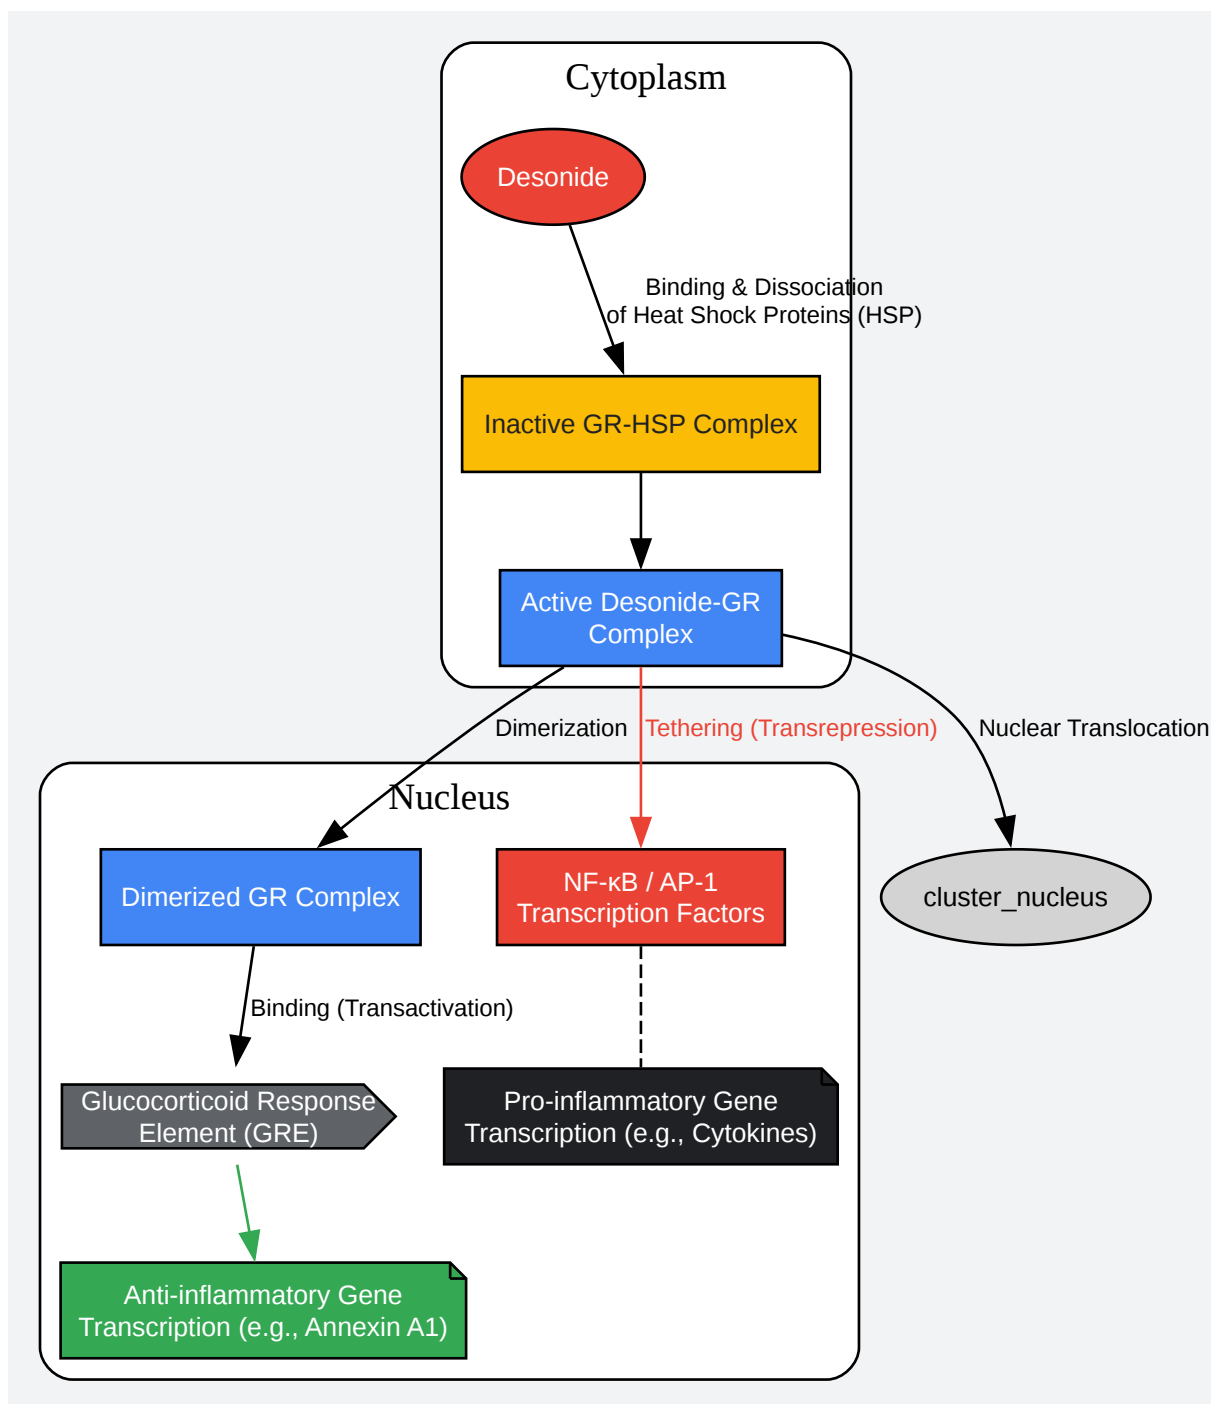 Cytoplasm
Desonide
Binding & Dissociation
of Heat Shock Proteins (HSP)
Inactive GR-HSP Complex
Active Desonide-GR
Complex
Dimerization
Tethering (Transrepression)
Nuclear Translocation
Nucleus
Dimerized GR Complex
NF-κB / AP-1
Transcription Factors
cluster_nucleus
Binding (Transactivation)
Glucocorticoid Response
Element (GRE)
Pro-inflammatory Gene
Transcription (e.g., Cytokines)
Anti-inflammatory Gene
Transcription (e.g., Annexin A1)